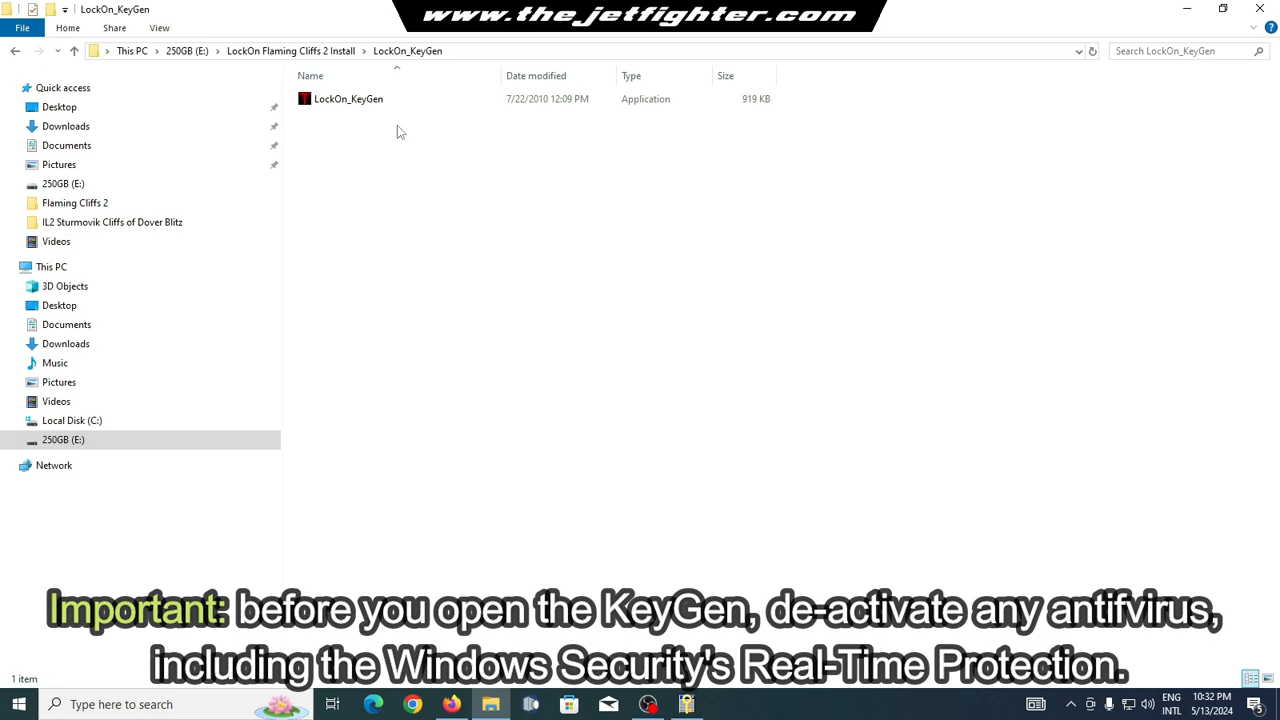 LockOn_KeyGen
www.the jetfighter.com
File Home Share View
This PC 250GB (E:) LockOn Flaming Cliffs 2 Install LockOn_KeyGen
Search LockOn_KeyGen
Name Date modified Type Size
LockOn_KeyGen 7/22/2010 12:09 PM Application 919 KB
Quick access
Desktop
Downloads
Documents
Pictures
250GB (E:)
Flaming Cliffs 2
IL2 Sturmovik Cliffs of Dover Blitz
Videos
This PC
3D Objects
Desktop
Documents
Downloads
Music
Pictures
Videos
Local Disk (C:)
250GB (E:)
Network
Important: before you open the KeyGen, de-activate any antifvirus,
including the Windows Security's Real-Time Protection.
1 item
Type here to search
ENG 10:32 PM
INTL 5/13/2024
5